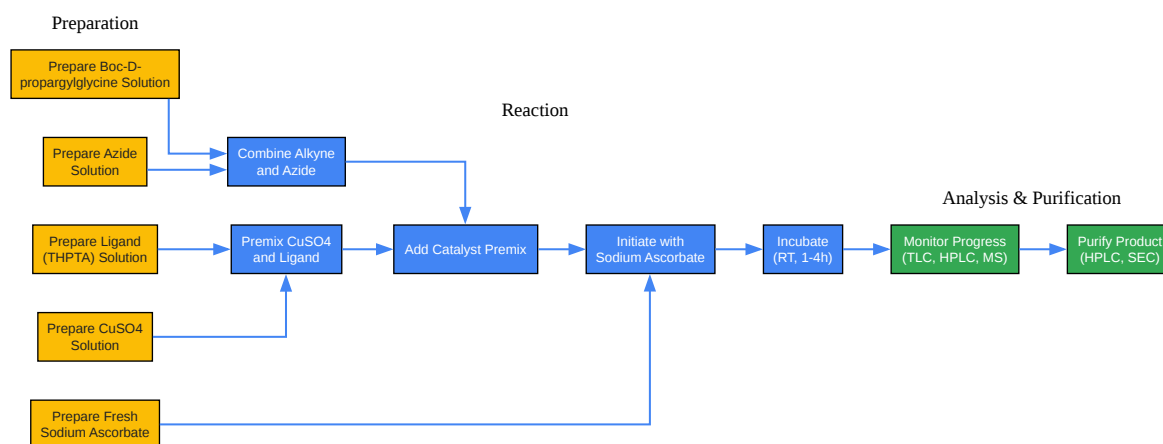 Preparation
Prepare Boc-D-
propargylglycine Solution
Reaction
Prepare Azide
Solution
Combine Alkyne
and Azide
Analysis & Purification
Prepare Ligand
(THPTA) Solution
Premix CuSO4
and Ligand
Add Catalyst Premix
Initiate with
Sodium Ascorbate
Incubate
(RT, 1-4h)
Monitor Progress
(TLC, HPLC, MS)
Purify Product
(HPLC, SEC)
Prepare CuSO4
Solution
Prepare Fresh
Sodium Ascorbate